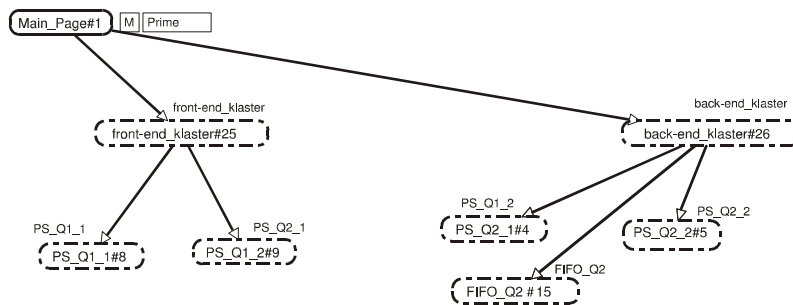 Main_Page#1 M Prime
front-end_klaster
back-end_klaster
front-end_klaster#25
back-end_klaster#26
PS_Q1_1
PS_Q2_1
PS_Q1_2
PS_Q2_2
PS_Q1_1#8
PS_Q1_2#9
PS_Q2_1#4
PS_Q2_2#5
FIFO_Q2
FIFO_Q2 #15